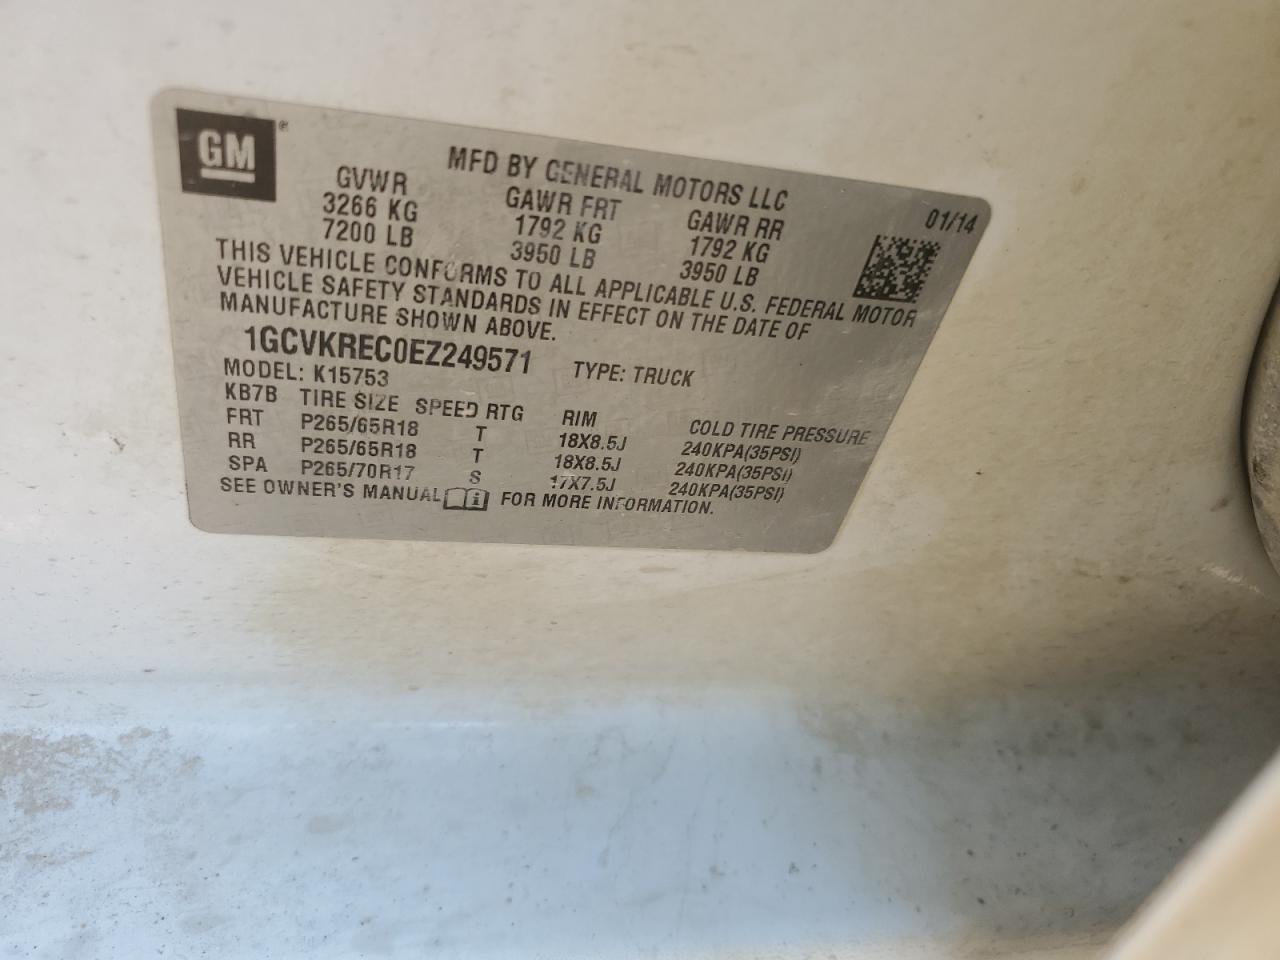 GM
MFD BY GENERAL MOTORS LLC
01/14
GVWR GAWR FRT GAWR RR
3266 KG 1792 KG 1792 KG
7200 LB 3950 LB 3950 LB
THIS VEHICLE CONFORMS TO ALL APPLICABLE U.S. FEDERAL MOTOR
VEHICLE SAFETY STANDARDS IN EFFECT ON THE DATE OF
MANUFACTURE SHOWN ABOVE.
1GCVKREC0EZ249571 TYPE: TRUCK
MODEL: K15753
KB7B TIRE SIZE SPEED RTG RIM COLD TIRE PRESSURE
FRT P265/65R18 T 18X8.5J 240KPA(35PSI)
RR P265/65R18 T 18X8.5J 240KPA(35PSI)
SPA P265/70R17 S 17X7.5J 240KPA(35PSI)
SEE OWNER'S MANUAL FOR MORE INFORMATION.